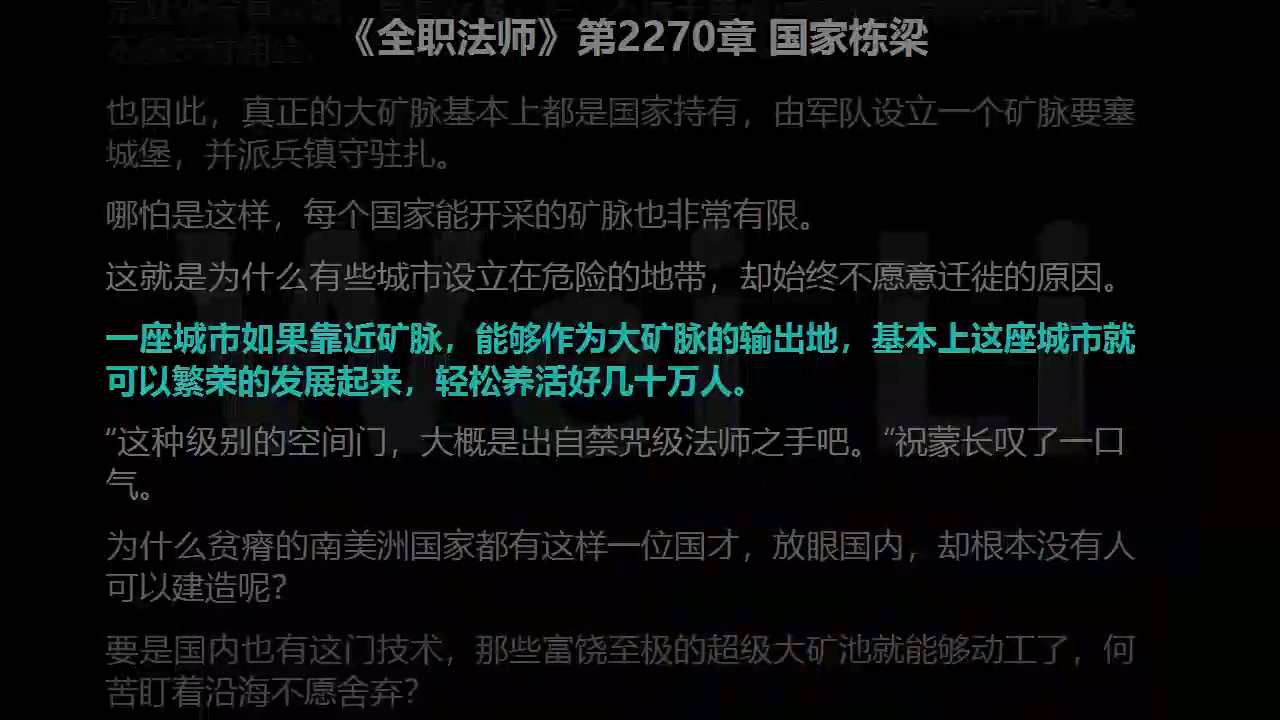 《全职法师》第2270章 国家栋梁
也因此，真正的大矿脉基本上都是国家持有，由军队设立一个矿脉要塞
城堡，并派兵镇守驻扎。
哪怕是这样，每个国家能开采的矿脉也非常有限。
这就是为什么有些城市设立在危险的地带，却始终不愿意迁徙的原因。
一座城市如果靠近矿脉，能够作为大矿脉的输出地，基本上这座城市就
可以繁荣的发展起来，轻松养活好几十万人。
“这种级别的空间门，大概是出自禁咒级法师之手吧。“祝蒙长叹了一口
气。
为什么贫瘠的南美洲国家都有这样一位国才，放眼国内，却根本没有人
可以建造呢？
要是国内也有这门技术，那些富饶至极的超级大矿池就能够动工了，何
苦盯着沿海不愿舍弃？